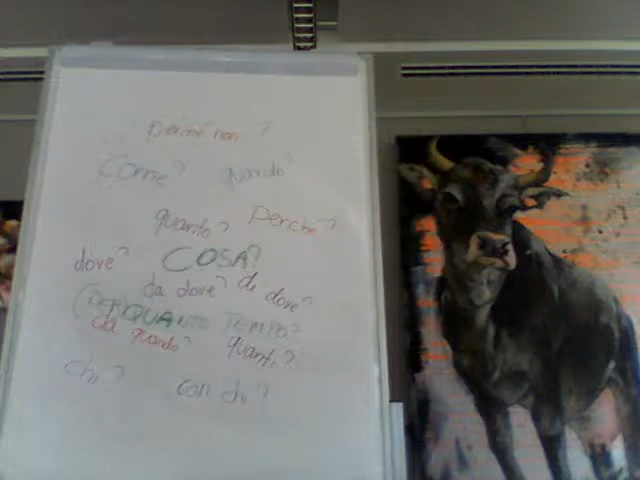 perché non ?
Come? quando?
quanto? Perché?
dove? COSA?
da dove? di dove?
(PER) QUANTO TEMPO?
da quanto? quanti?
chi? con chi?